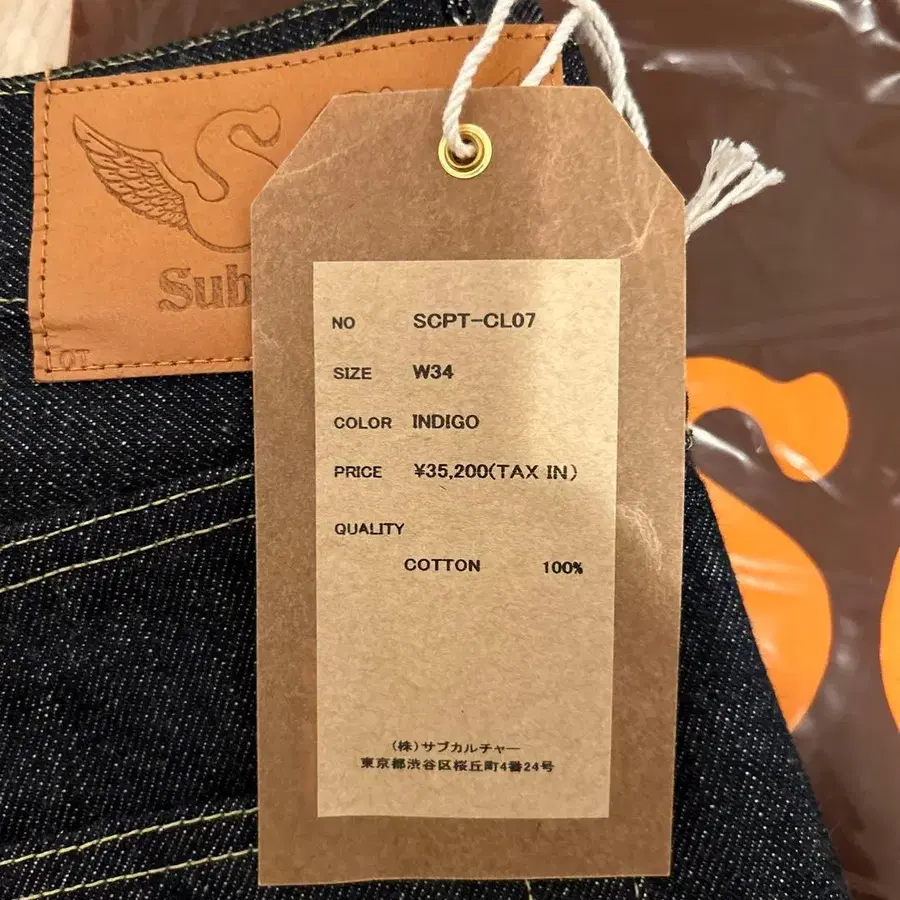 Sub
LOT
NO SCPT-CL07
SIZE W34
COLOR INDIGO
PRICE ¥35,200(TAX IN)
QUALITY
COTTON 100%
(株)サブカルチャー
東京都渋谷区桜丘町4番24号